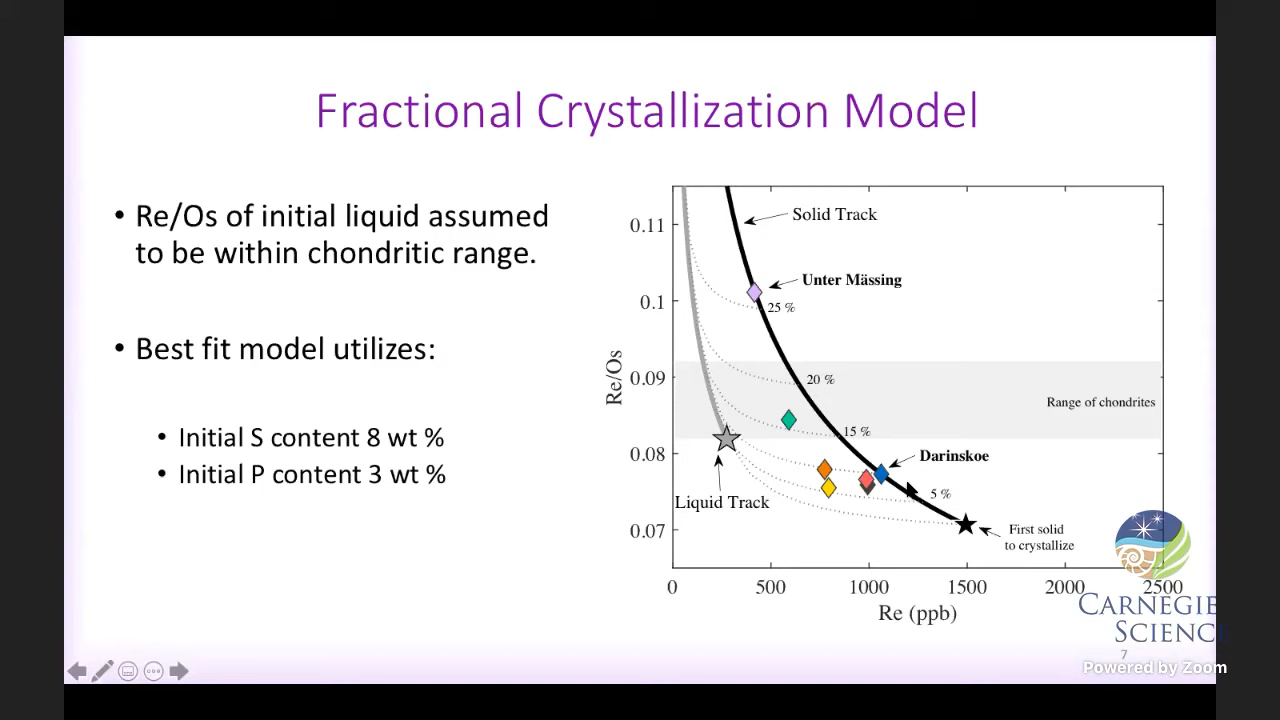 Fractional Crystallization Model
• Re/Os of initial liquid assumed
to be within chondritic range.
• Best fit model utilizes:
• Initial S content 8 wt %
• Initial P content 3 wt %
Re/Os
0.11
0.1
0.09
0.08
0.07
Solid Track
Unter Mässing
25 %
20 %
Range of chondrites
15 %
Darinskoe
5 %
Liquid Track
First solid
to crystallize
0
500
1000
1500
2000
2500
Re (ppb)
CARNEGIE
SCIENCE
7
Powered by Zoom